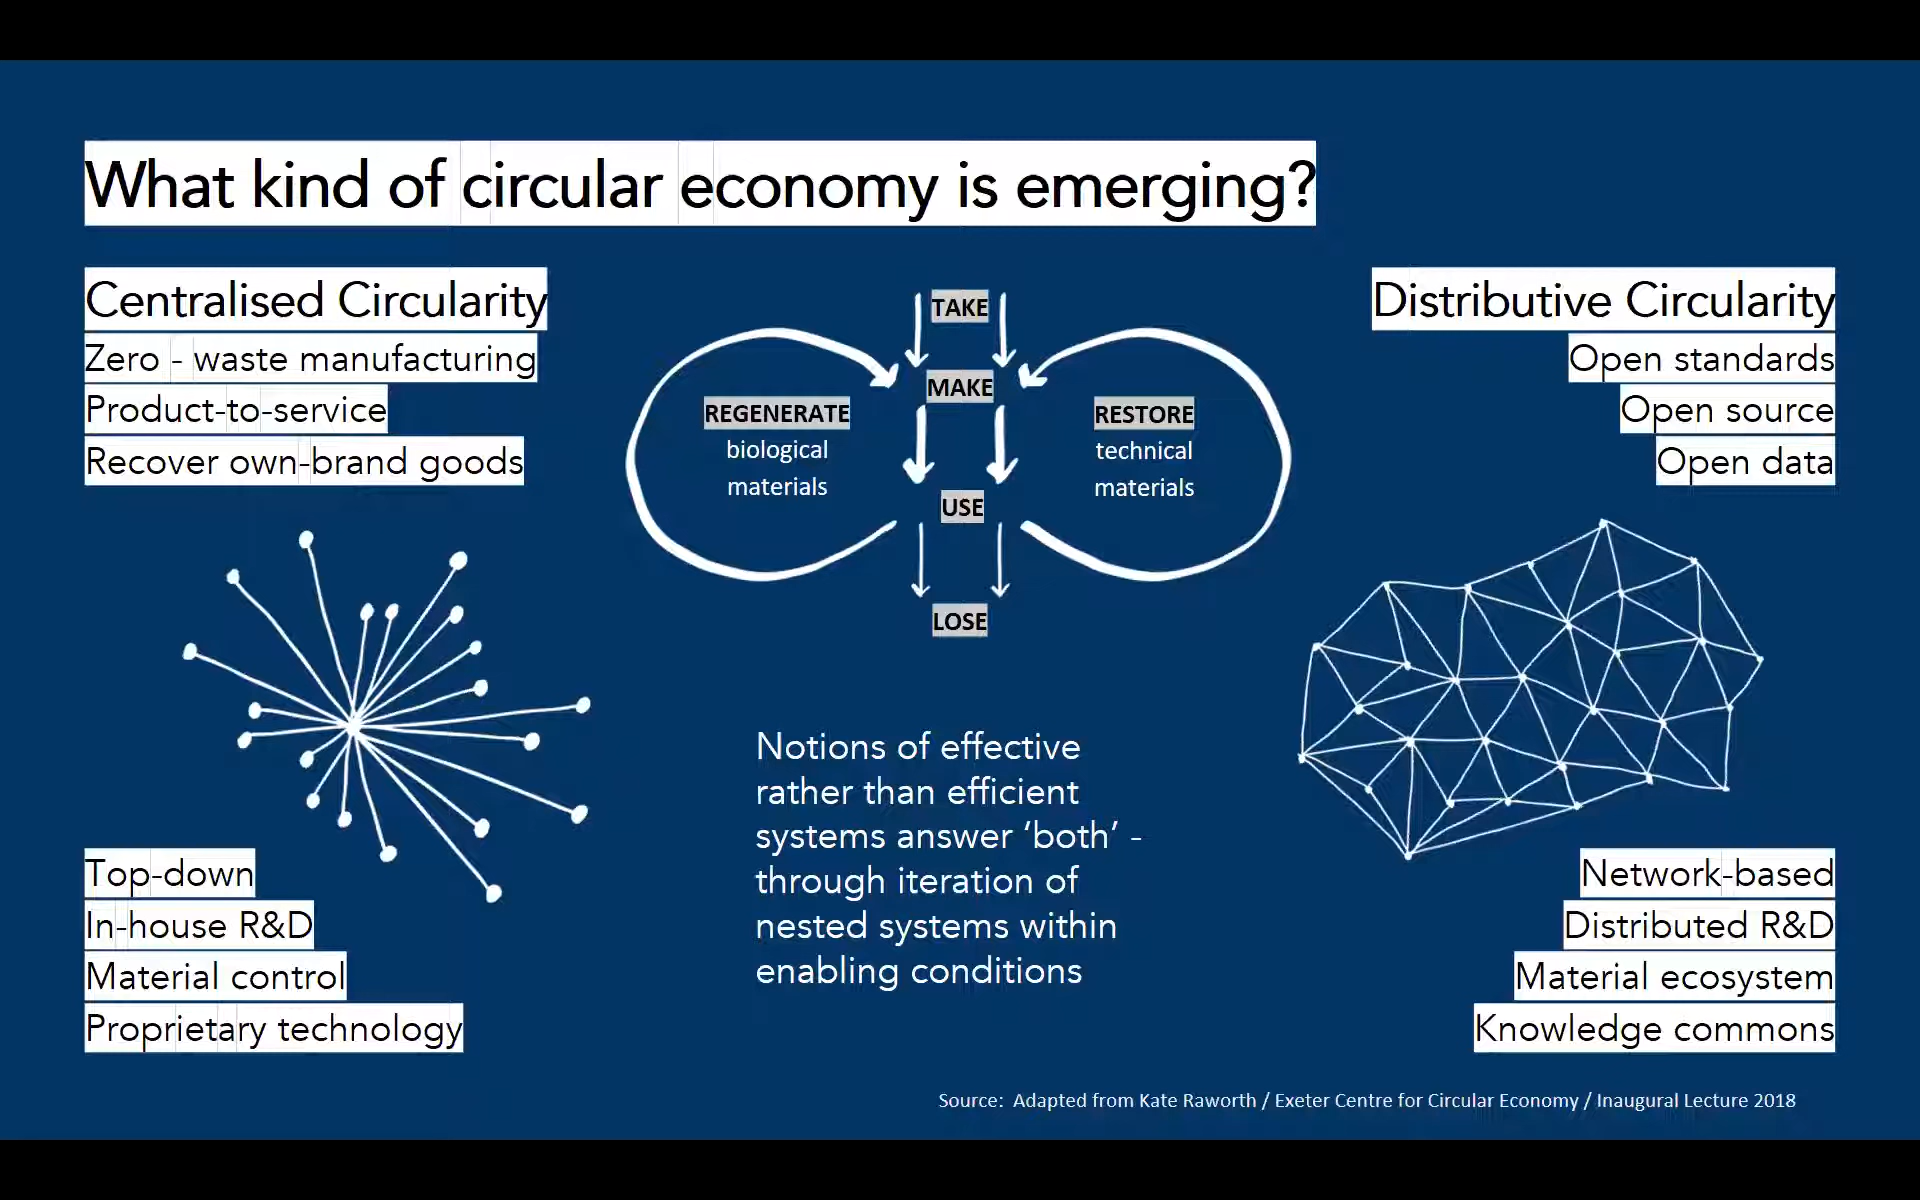 What kind of circular economy is emerging?
Centralised Circularity
Zero - waste manufacturing
Product-to-service
Recover own-brand goods
TAKE
MAKE
REGENERATE
biological
materials
RESTORE
technical
materials
USE
LOSE
Distributive Circularity
Open standards
Open source
Open data
Notions of effective
rather than efficient
systems answer ‘both’ -
through iteration of
nested systems within
enabling conditions
Top-down
In-house R&D
Material control
Proprietary technology
Network-based
Distributed R&D
Material ecosystem
Knowledge commons
Source: Adapted from Kate Raworth / Exeter Centre for Circular Economy / Inaugural Lecture 2018